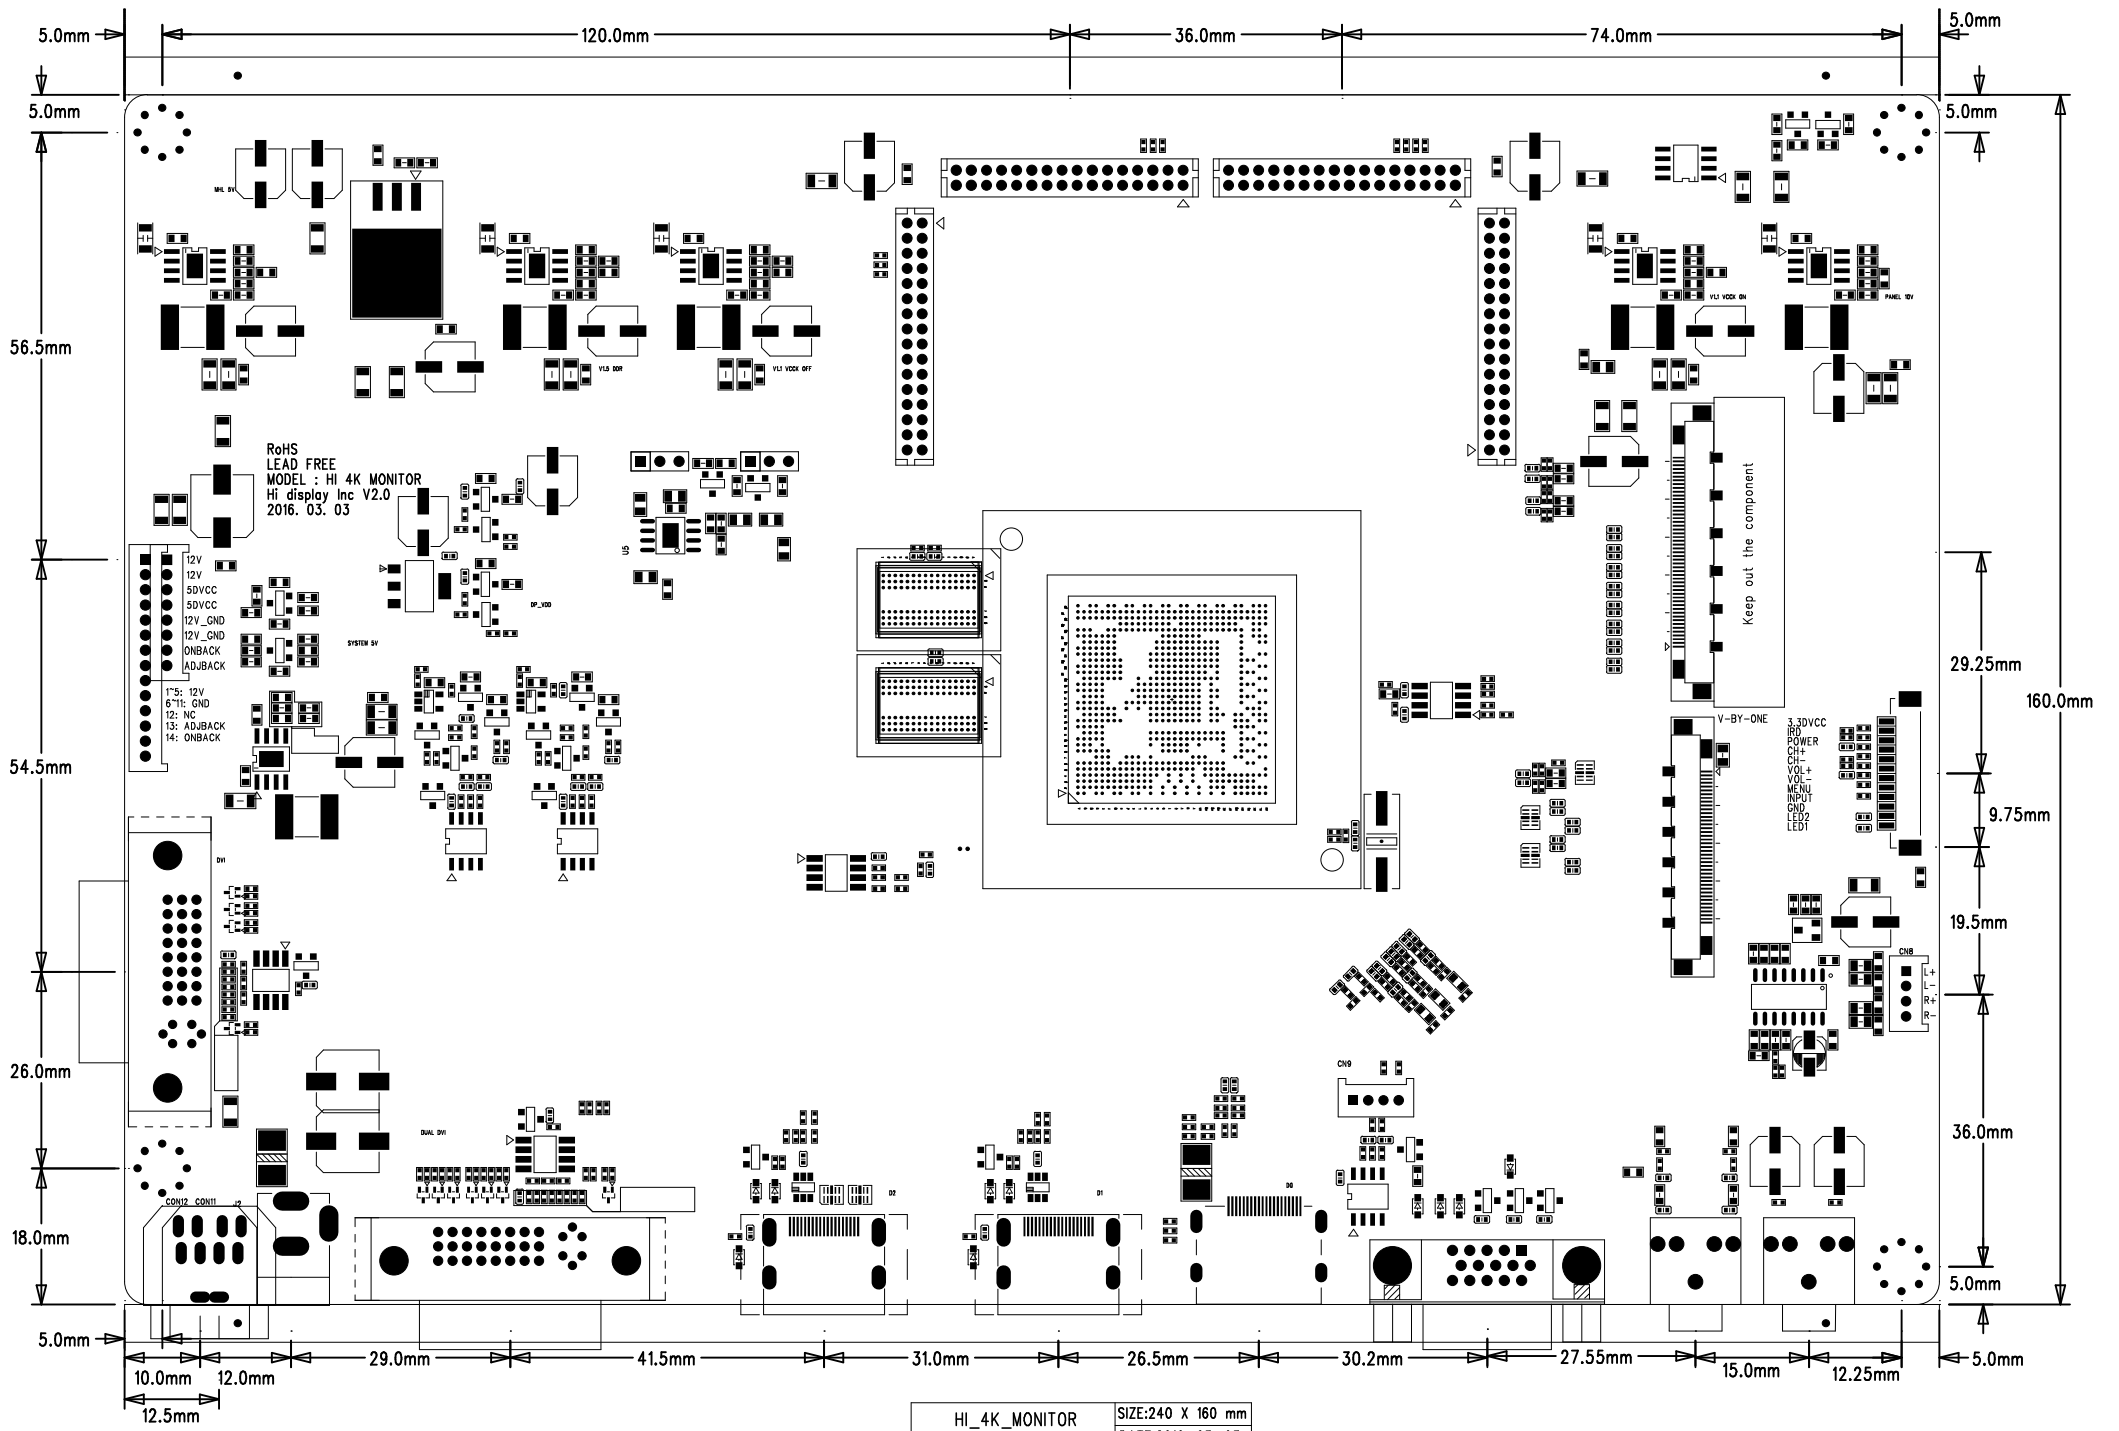 5.0mm
120.0mm
36.0mm
74.0mm
5.0mm
5.0mm
5.0mm
MHL 5V
V1.1 VCCK ON
PANEL 10V
56.5mm
V1.5 DDR
V1.1 VCCK OFF
RoHS
LEAD FREE
MODEL : HI 4K MONITOR
Hi display Inc V2.0
2016. 03. 03
Keep out the component
U5
12V
12V
5DVCC
5DVCC
12V_GND
12V_GND
ONBACK
ADJBACK
DP_VDD
SYSTEM 5V
29.25mm
160.0mm
1~5: 12V
6~11: GND
12: NC
13: ADJBACK
14: ONBACK
V-BY-ONE
3.3DVCC
IRD
POWER
CH+
CH-
VOL+
VOL-
MENU
INPUT
GND
LED2
LED1
54.5mm
9.75mm
DVI
19.5mm
CN8
L+
L-
R+
R-
26.0mm
CN9
DUAL DVI
36.0mm
CON12 CON11 J2
D2
D1
D0
18.0mm
5.0mm
5.0mm
29.0mm
41.5mm
31.0mm
26.5mm
30.2mm
27.55mm
15.0mm
12.25mm
5.0mm
10.0mm
12.0mm
12.5mm
HI_4K_MONITOR
SIZE:240 X 160 mm